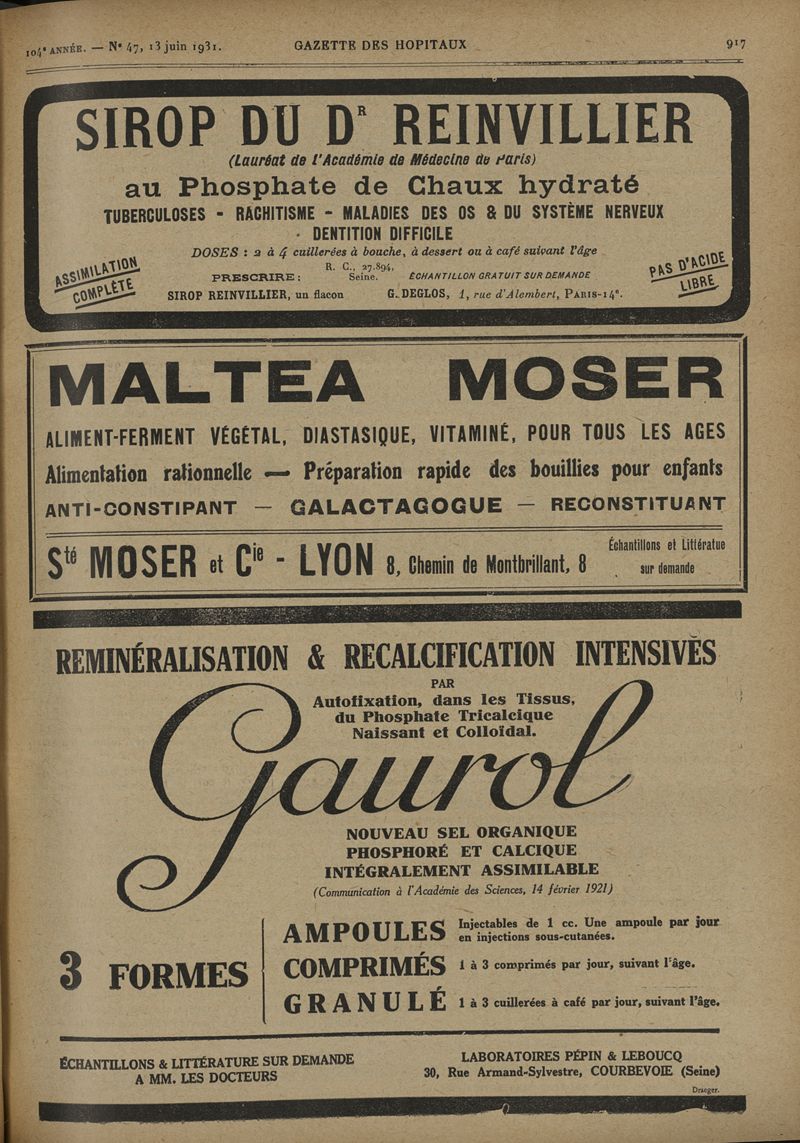 104ᵉ ANNÉE. — Nº 47, 13 juin 1931. GAZETTE DES HOPITAUX 917
SIROP DU Dᴿ REINVILLIER
(Lauréat de l'Académie de Médecine de Paris)
au Phosphate de Chaux hydraté
TUBERCULOSES - RACHITISME - MALADIES DES OS & DU SYSTÈME NERVEUX
DENTITION DIFFICILE
DOSES : 2 à 4 cuillerées à bouche, à dessert ou à café suivant l'âge
ASSIMILATION COMPLÈTE
PRESCRIRE : R. C., 27.894, Seine. ÉCHANTILLON GRATUIT SUR DEMANDE
PAS D'ACIDE LIBRE
SIROP REINVILLIER, un flacon G. DEGLOS, 1, rue d'Alembert, PARIS-14ᵉ.
MALTEA MOSER
ALIMENT-FERMENT VÉGÉTAL, DIASTASIQUE, VITAMINÉ, POUR TOUS LES AGES
Alimentation rationnelle — Préparation rapide des bouillies pour enfants
ANTI-CONSTIPANT — GALACTAGOGUE — RECONSTITUANT
Sᵗᵉ MOSER et Cⁱᵉ - LYON 8, Chemin de Montbrillant, 8
Échantillons et Littératue
sur demande
REMINÉRALISATION & RECALCIFICATION INTENSIVES
PAR
Autofixation, dans les Tissus,
du Phosphate Tricalcique
Naissant et Colloïdal.
Gaurol
NOUVEAU SEL ORGANIQUE
PHOSPHORÉ ET CALCIQUE
INTÉGRALEMENT ASSIMILABLE
(Communication à l'Académie des Sciences, 14 février 1921)
3 FORMES
AMPOULES Injectables de 1 cc. Une ampoule par jour
en injections sous-cutanées.
COMPRIMÉS 1 à 3 comprimés par jour, suivant l'âge.
GRANULÉ 1 à 3 cuillerées à café par jour, suivant l'âge.
ÉCHANTILLONS & LITTÉRATURE SUR DEMANDE
A MM. LES DOCTEURS
LABORATOIRES PÉPIN & LEBOUCQ
30, Rue Armand-Sylvestre, COURBEVOIE (Seine)
Draeger.